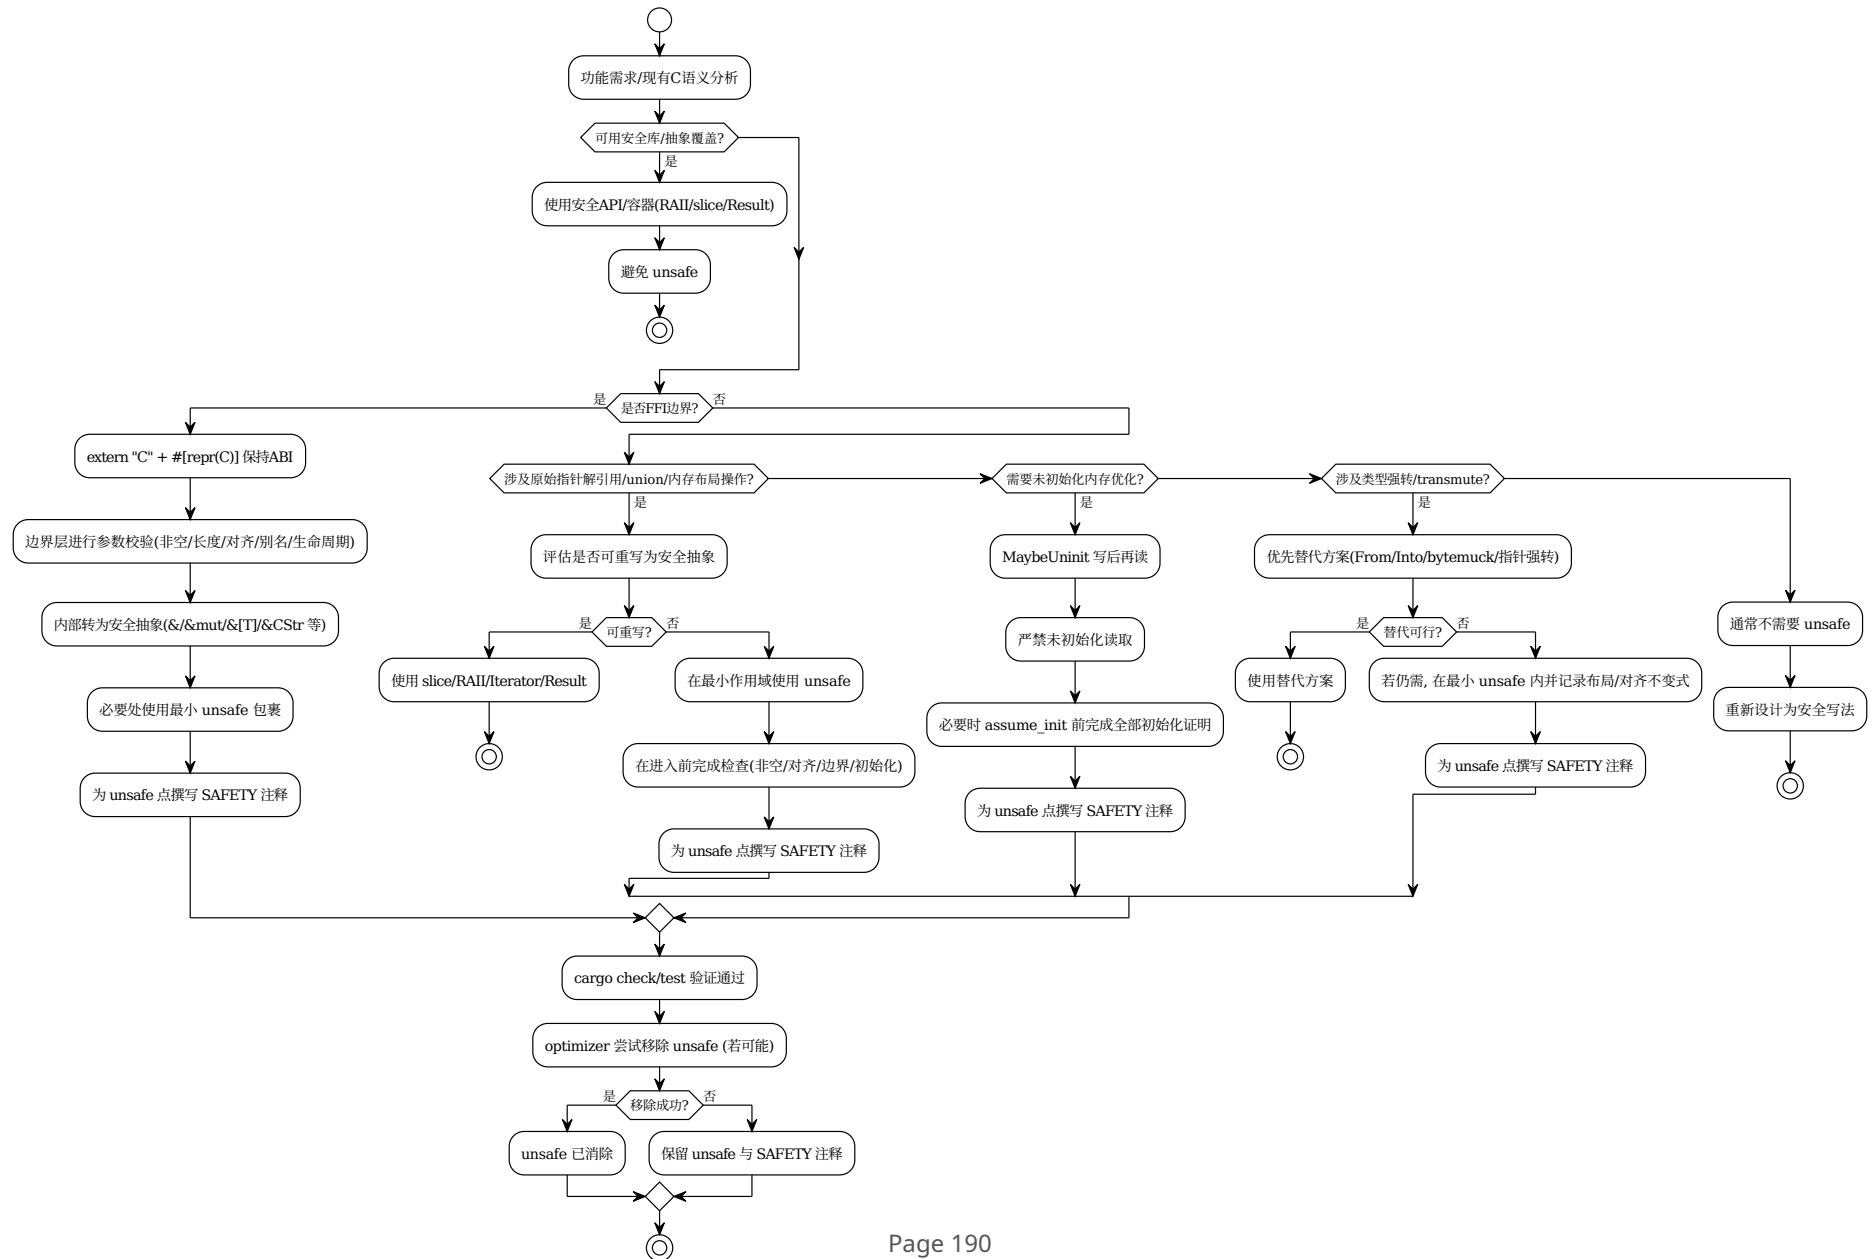 功能需求/现有C语义分析
可用安全库/抽象覆盖?
是
使用安全API/容器(RAII/slice/Result)
避免 unsafe
是
是否FFI边界?
否
extern "C" + #[repr(C)] 保持ABI
边界层进行参数校验(非空/长度/对齐/别名/生命周期)
内部转为安全抽象(&/&mut/&[T]/&CStr 等)
必要处使用最小 unsafe 包裹
为 unsafe 点撰写 SAFETY 注释
涉及原始指针解引用/union/内存布局操作?
是
评估是否可重写为安全抽象
是
可重写?
否
使用 slice/RAII/Iterator/Result
在最小作用域使用 unsafe
在进入前完成检查(非空/对齐/边界/初始化)
为 unsafe 点撰写 SAFETY 注释
需要未初始化内存优化?
是
MaybeUninit 写后再读
严禁未初始化读取
必要时 assume_init 前完成全部初始化证明
为 unsafe 点撰写 SAFETY 注释
涉及类型强转/transmute?
是
优先替代方案(From/Into/bytemuck/指针强转)
是
替代可行?
否
使用替代方案
若仍需, 在最小 unsafe 内并记录布局/对齐不变式
为 unsafe 点撰写 SAFETY 注释
通常不需要 unsafe
重新设计为安全写法
cargo check/test 验证通过
optimizer 尝试移除 unsafe (若可能)
是
移除成功?
否
unsafe 已消除
保留 unsafe 与 SAFETY 注释
Page 190